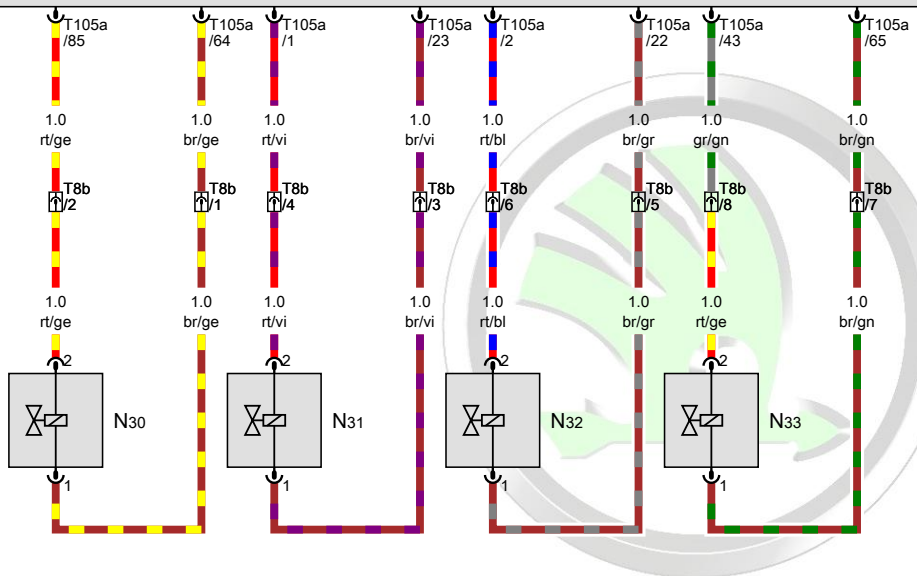 T105a T105a T105a T105a T105a T105a T105a T105a
/85 /64 /1 /23 /2 /22 /43 /65
1.0 1.0 1.0 1.0 1.0 1.0 1.0 1.0
rt/ge br/ge rt/vi br/vi rt/bl br/gr gr/gn br/gn
T8b T8b T8b T8b T8b T8b T8b T8b
/2 /1 /4 /3 /6 /5 /8 /7
1.0 1.0 1.0 1.0 1.0 1.0 1.0 1.0
rt/ge br/ge rt/vi br/vi rt/bl br/gr rt/ge br/gn
2 2 2 2
N30 N31 N32 N33
1 1 1 1